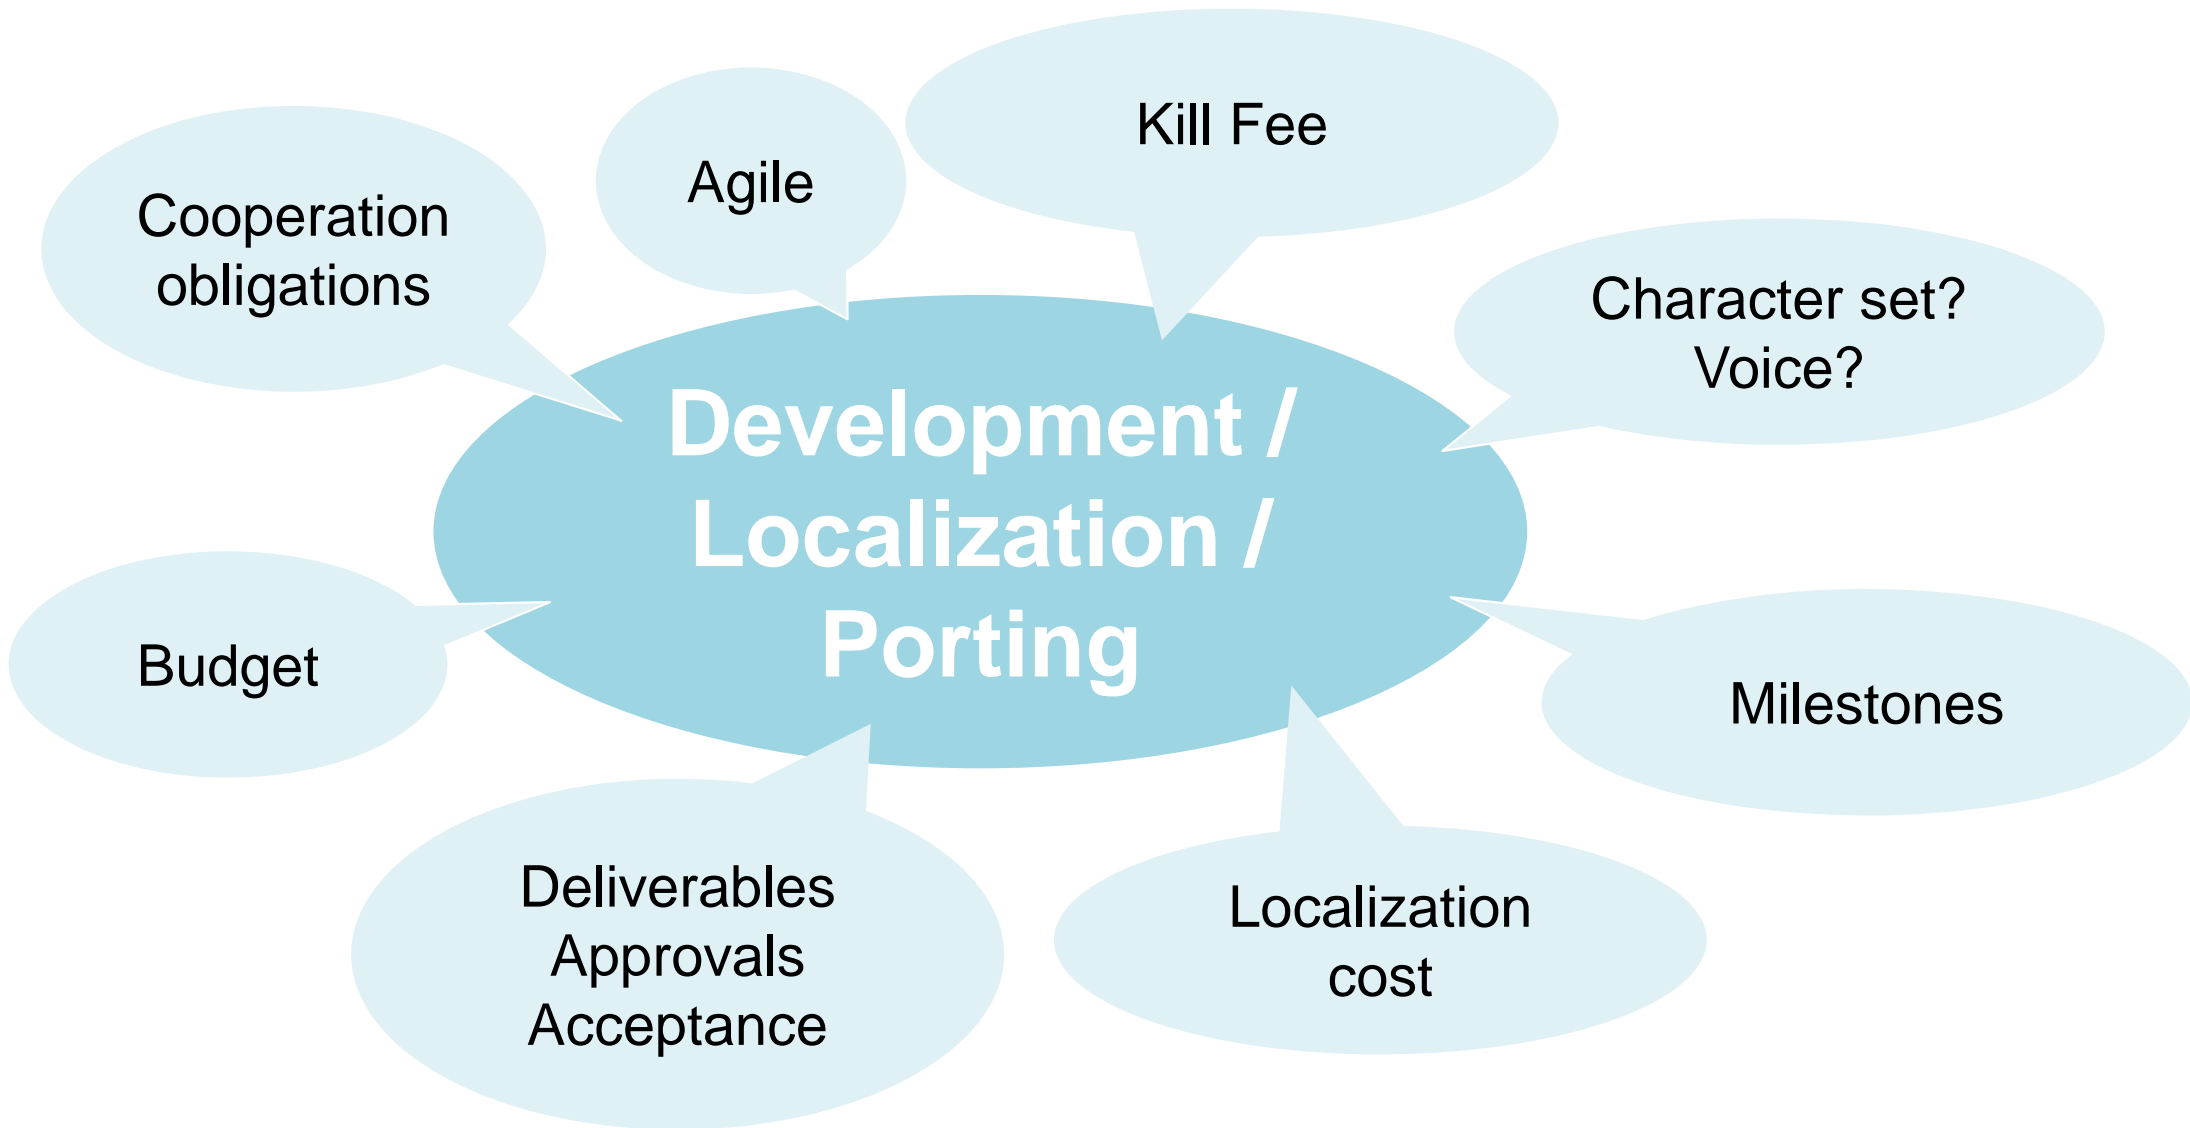 Kill Fee
Agile
Cooperation
obligations
Character set?
Voice?
Development /
Localization /
Porting
Budget
Milestones
Deliverables
Approvals
Acceptance
Localization
cost